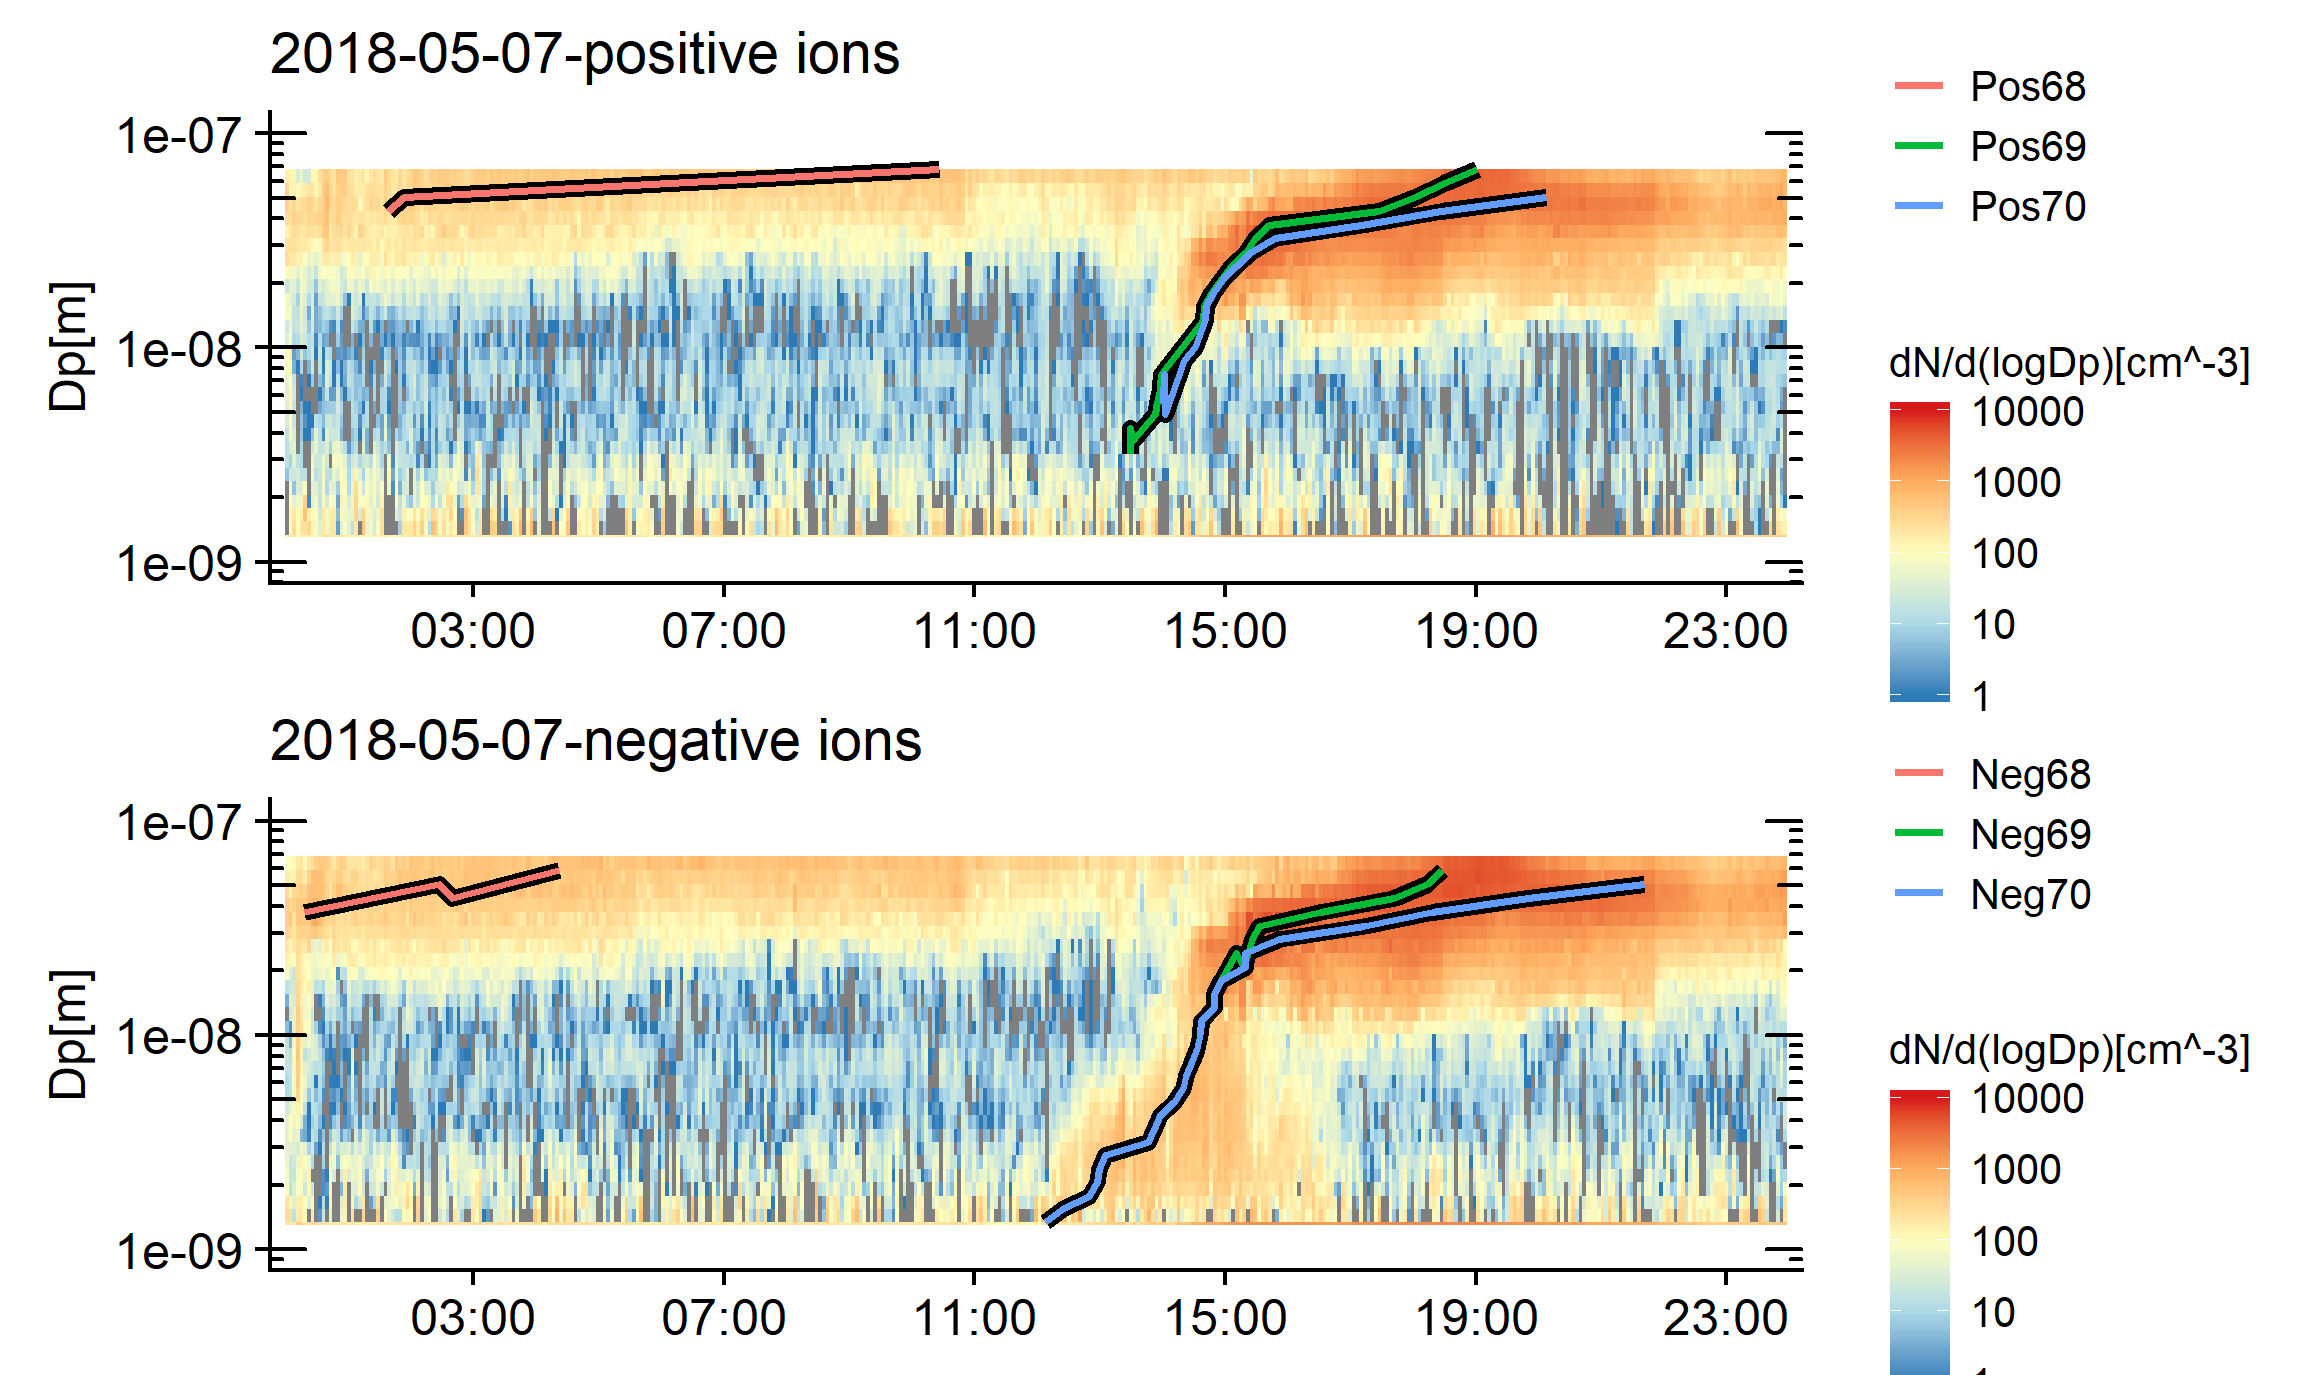 2018-05-07-positive ions
Dp[m]
1e-07
1e-08
1e-09
03:00 07:00 11:00 15:00 19:00 23:00
Pos68
Pos69
Pos70
dN/d(logDp)[cm^-3]
10000
1000
100
10
1
2018-05-07-negative ions
Dp[m]
1e-07
1e-08
1e-09
03:00 07:00 11:00 15:00 19:00 23:00
Neg68
Neg69
Neg70
dN/d(logDp)[cm^-3]
10000
1000
100
10